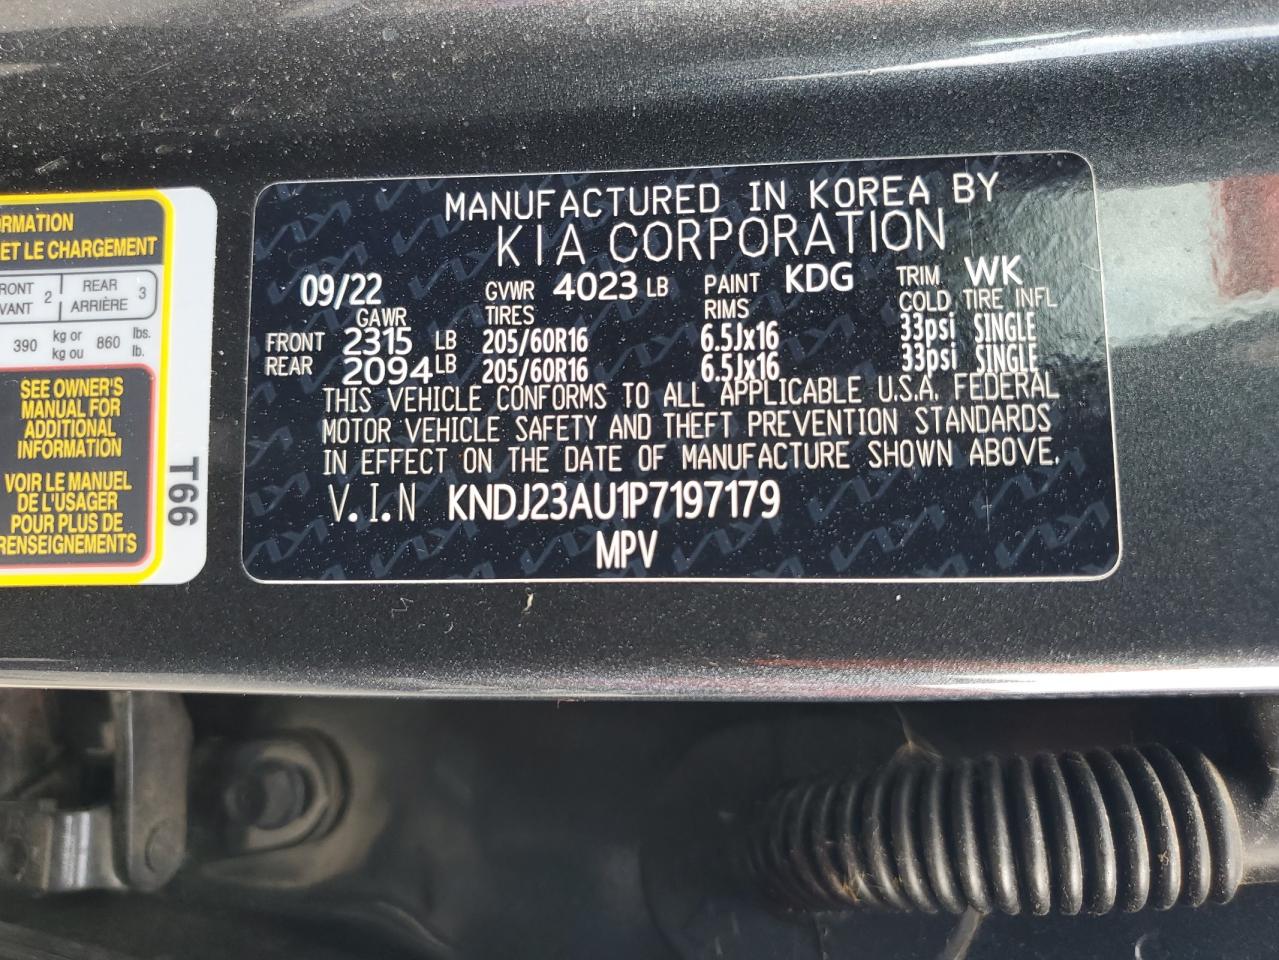 RMATION
ET LE CHARGEMENT
RONT 2 REAR 3
VANT ARRIÈRE
390 kg or 860 lbs.
kg ou lb.
SEE OWNER'S
MANUAL FOR
ADDITIONAL
INFORMATION
VOIR LE MANUEL
DE L'USAGER
POUR PLUS DE
RENSEIGNEMENTS
T66
MANUFACTURED IN KOREA BY
KIA CORPORATION
09/22 GVWR 4023 LB PAINT KDG TRIM WK
GAWR TIRES RIMS COLD TIRE INFL
FRONT 2315 LB 205/60R16 6.5Jx16 33psi SINGLE
REAR 2094 LB 205/60R16 6.5Jx16 33psi SINGLE
THIS VEHICLE CONFORMS TO ALL APPLICABLE U.S.A. FEDERAL
MOTOR VEHICLE SAFETY AND THEFT PREVENTION STANDARDS
IN EFFECT ON THE DATE OF MANUFACTURE SHOWN ABOVE.
V.I.N KNDJ23AU1P7197179
MPV